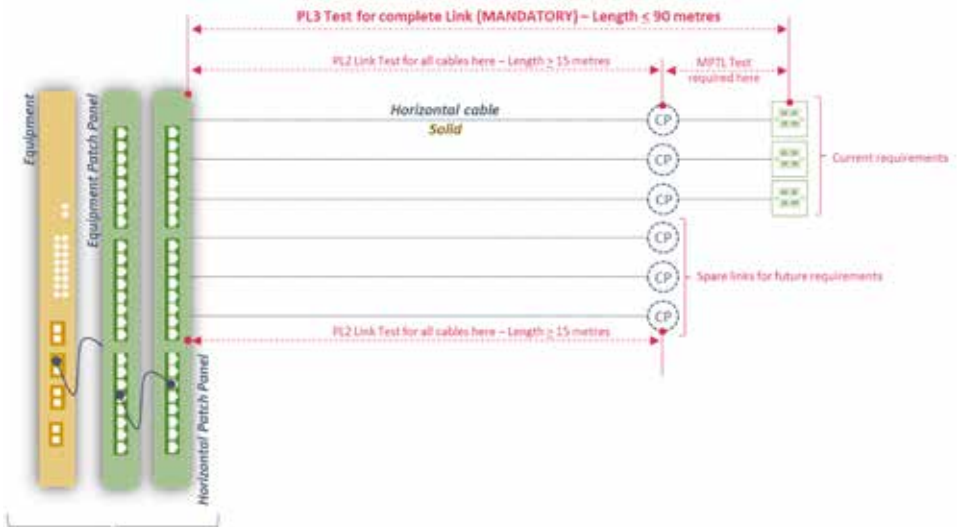 PL3 Test for complete Link (MANDATORY) – Length ≤ 90 metres
PL2 Link Test for all cables here – Length ≥ 15 metres
MPTL Test
required here
Equipment
Equipment Patch Panel
Horizontal cable
Solid
CP
CP
CP
CP
CP
CP
Current requirements
Spare links for future requirements
PL2 Link Test for all cables here – Length ≥ 15 metres
Horizontal Patch Panel